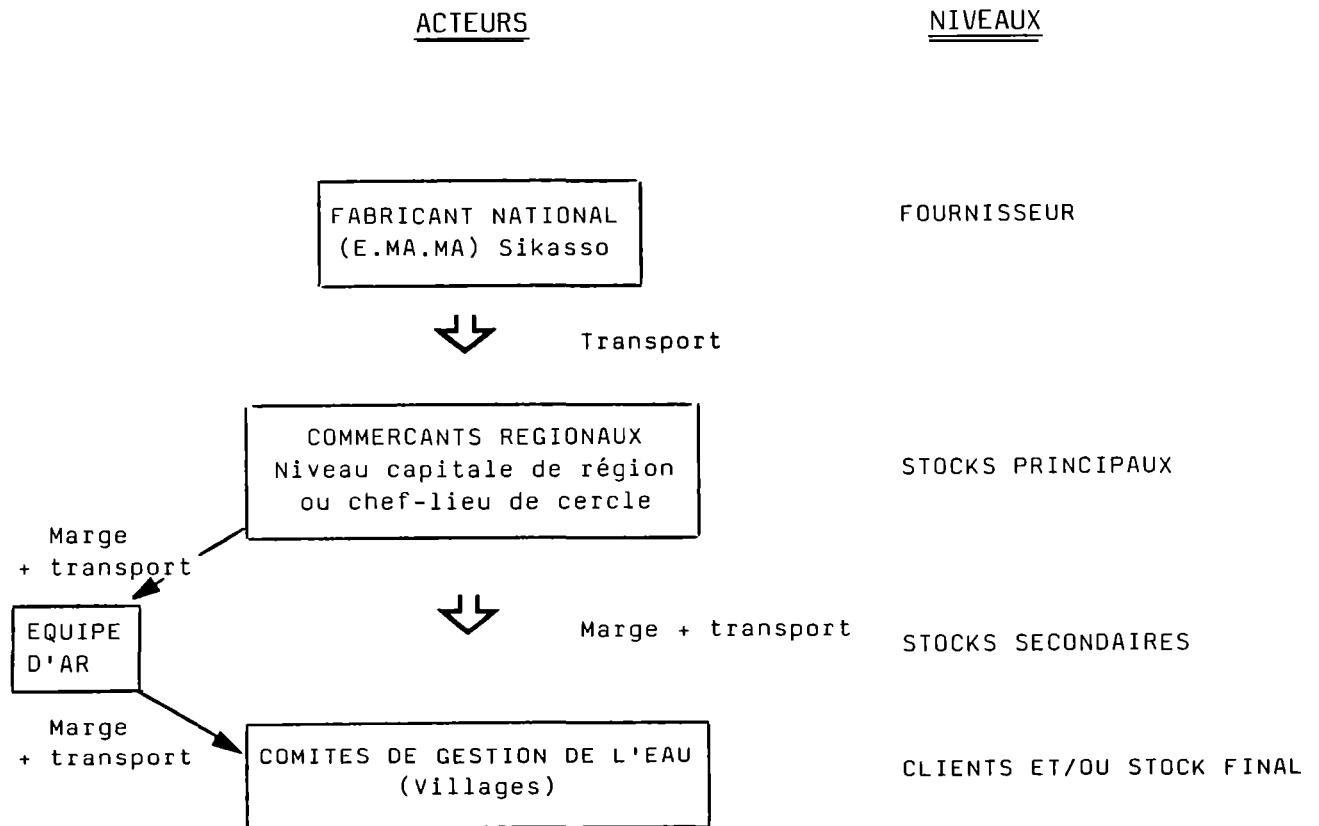 ACTEURS
NIVEAUX
FABRICANT NATIONAL
(E.MA.MA) Sikasso
FOURNISSEUR
Transport
COMMERCANTS REGIONAUX
Niveau capitale de région
ou chef-lieu de cercle
STOCKS PRINCIPAUX
Marge
+ transport
EQUIPE
D'AR
Marge + transport
STOCKS SECONDAIRES
Marge
+ transport
COMITES DE GESTION DE L'EAU
(Villages)
CLIENTS ET/OU STOCK FINAL